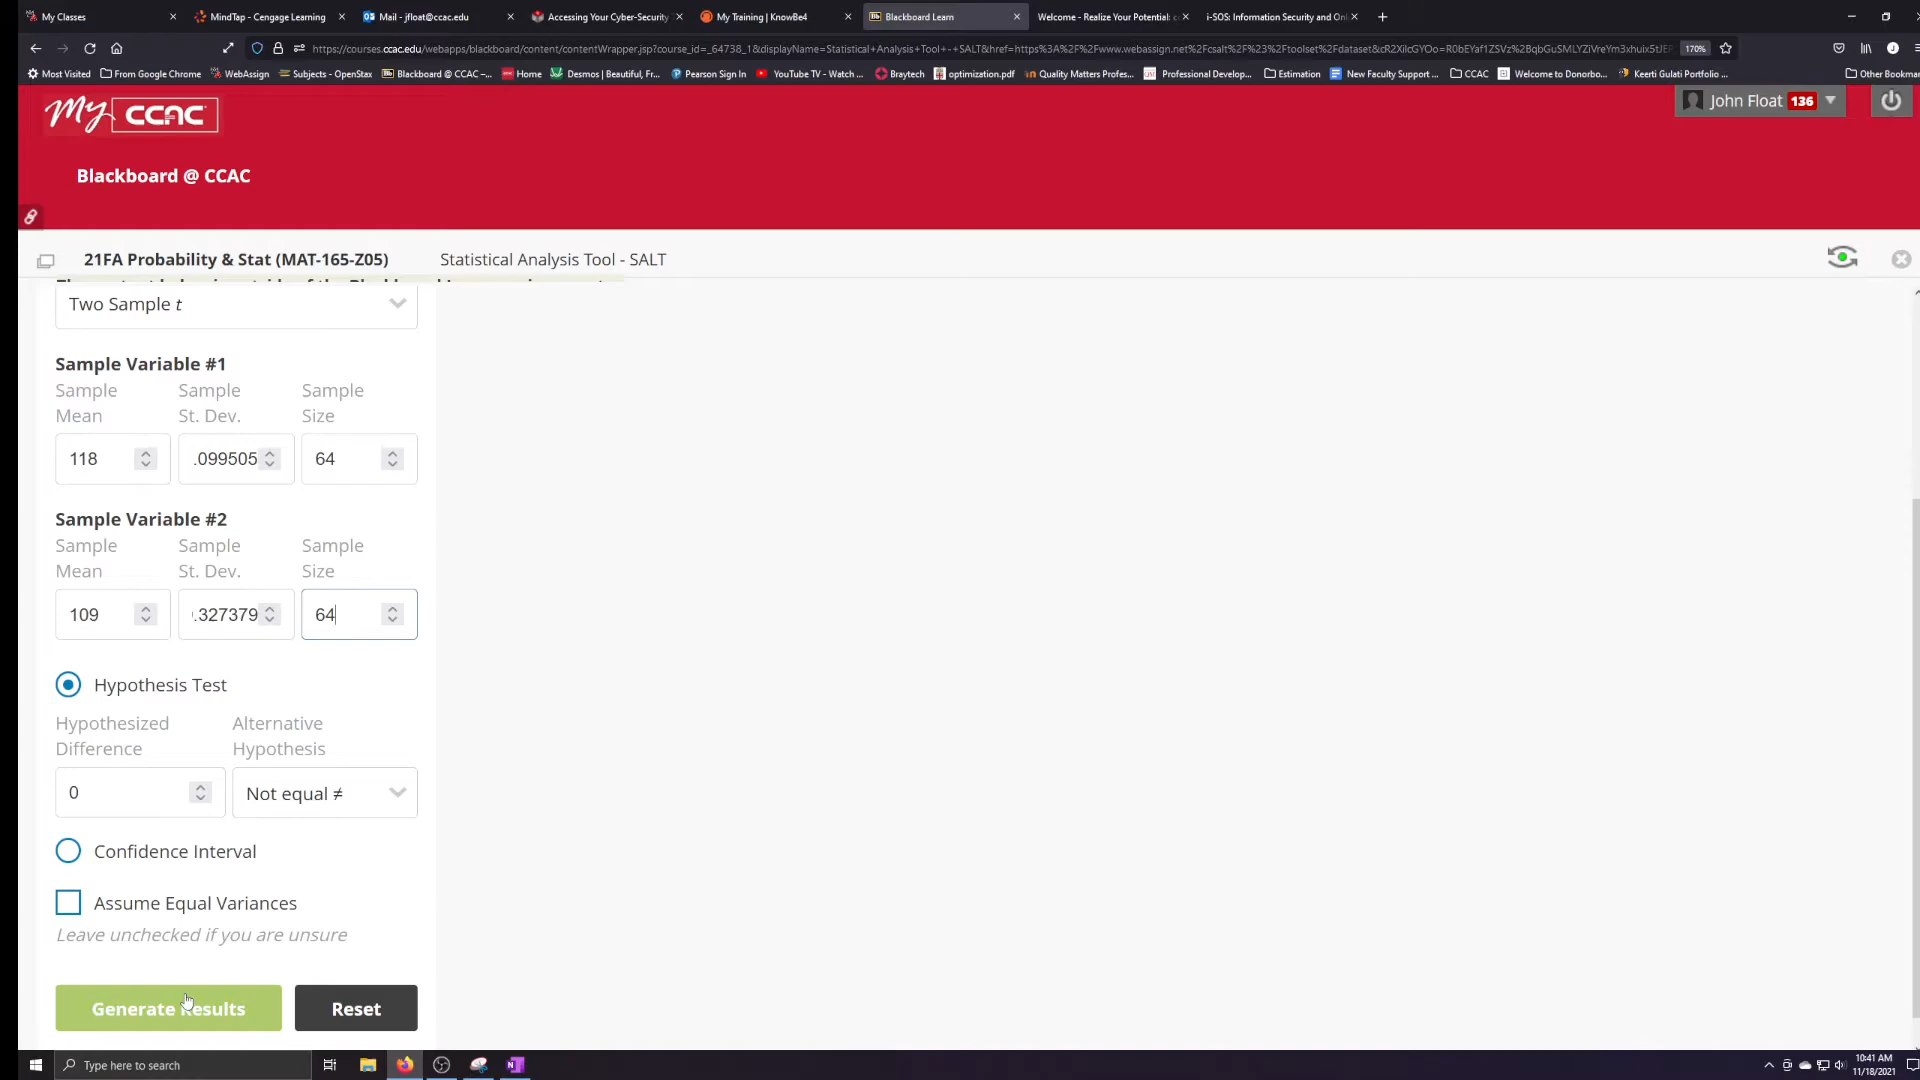 My Classes
MindTap - Cengage Learning
Mail - jfloat@ccac.edu
Accessing Your Cyber-Security
My Training | KnowBe4
Blackboard Learn
Welcome - Realize Your Potential: c
i-SOS: Information Security and Onl
170%
Most Visited
From Google Chrome
WebAssign
Subjects - OpenStax
Blackboard @ CCAC –...
Home
Desmos | Beautiful, Fr...
Pearson Sign In
YouTube TV - Watch ...
Braytech
optimization.pdf
Quality Matters Profes...
Professional Develop...
Estimation
New Faculty Support ...
CCAC
Welcome to Donorbo...
Keerti Gulati Portfolio ...
Other Bookmar
My CCAC
John Float 136
Blackboard @ CCAC
21FA Probability & Stat (MAT-165-Z05)
Statistical Analysis Tool - SALT
Two Sample t
Sample Variable #1
Sample Mean
Sample St. Dev.
Sample Size
118
.099505
64
Sample Variable #2
Sample Mean
Sample St. Dev.
Sample Size
109
.327379
64
Hypothesis Test
Hypothesized Difference
Alternative Hypothesis
0
Not equal ≠
Confidence Interval
Assume Equal Variances
Leave unchecked if you are unsure
Generate Results
Reset
Type here to search
10:41 AM
11/18/2021